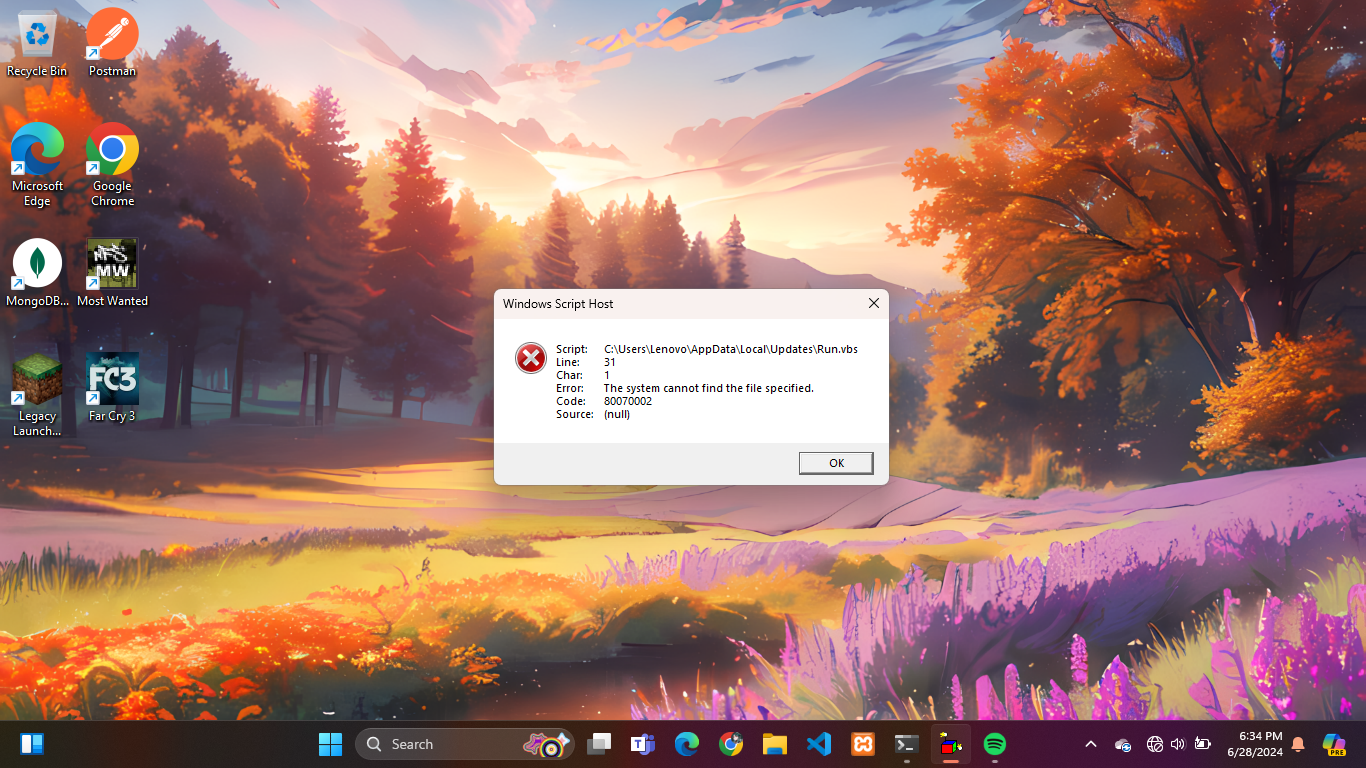 Recycle Bin
Postman
Microsoft
Edge
Google
Chrome
MongoDB...
NFS
MW
Most Wanted
FC3
Legacy
Launch...
Far Cry 3
Windows Script Host
Script: C:\Users\Lenovo\AppData\Local\Updates\Run.vbs
Line: 31
Char: 1
Error: The system cannot find the file specified.
Code: 80070002
Source: (null)
OK
Search
6:34 PM
6/28/2024
PRE